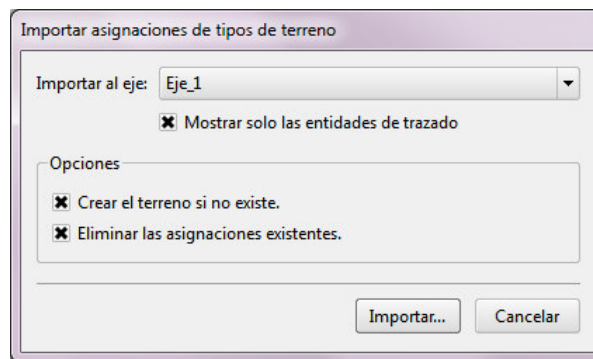 Importar asignaciones de tipos de terreno
Importar al eje: Eje_1
Mostrar solo las entidades de trazado
Opciones
Crear el terreno si no existe.
Eliminar las asignaciones existentes.
Importar... Cancelar